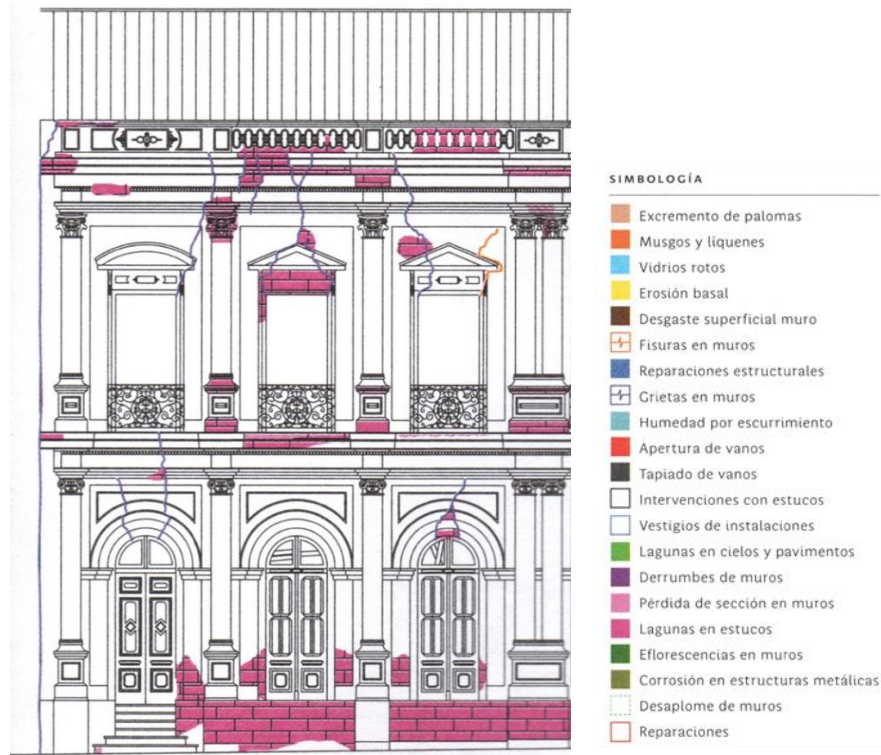 SIMBOLOGÍA
Excremento de palomas
Musgos y líquenes
Vidrios rotos
Erosión basal
Desgaste superficial muro
Fisuras en muros
Reparaciones estructurales
Grietas en muros
Humedad por escurrimiento
Apertura de vanos
Tapiado de vanos
Intervenciones con estucos
Vestigios de instalaciones
Lagunas en cielos y pavimentos
Derrumbes de muros
Pérdida de sección en muros
Lagunas en estucos
Eflorescencias en muros
Corrosión en estructuras metálicas
Desaplome de muros
Reparaciones